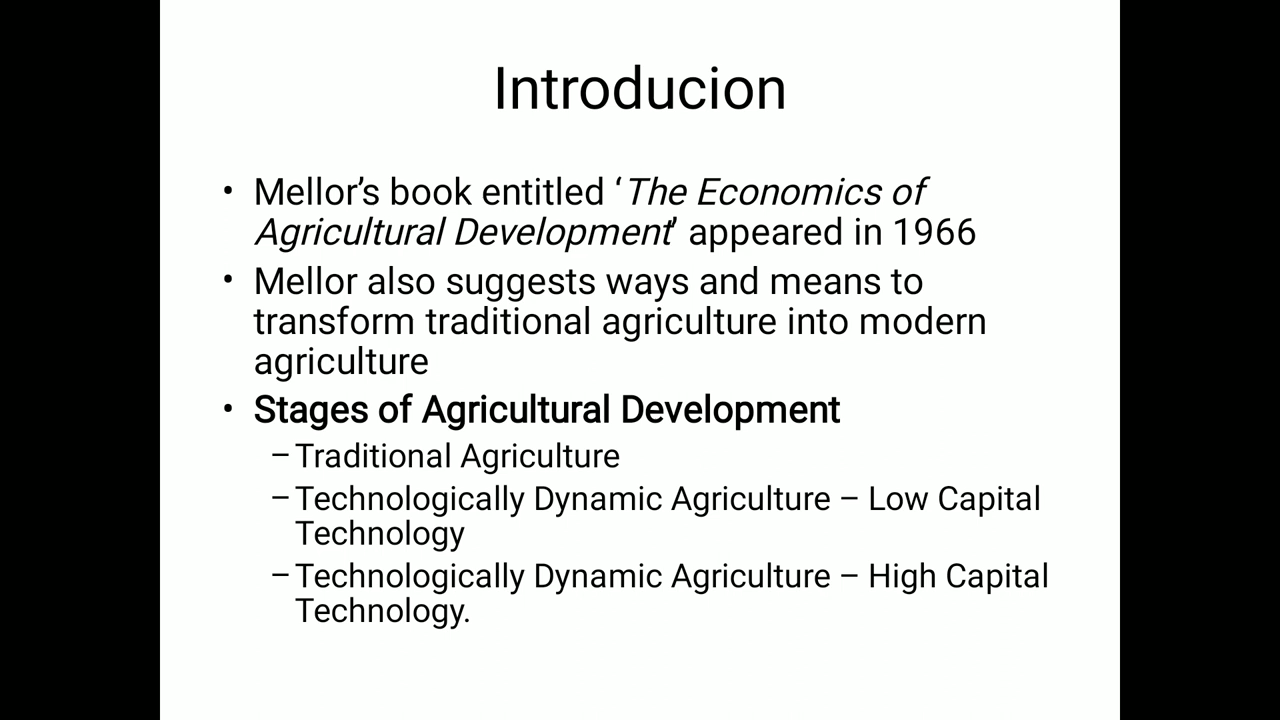 Introducion
• Mellor’s book entitled ‘The Economics of
Agricultural Development’ appeared in 1966
• Mellor also suggests ways and means to
transform traditional agriculture into modern
agriculture
• Stages of Agricultural Development
– Traditional Agriculture
– Technologically Dynamic Agriculture – Low Capital
Technology
– Technologically Dynamic Agriculture – High Capital
Technology.